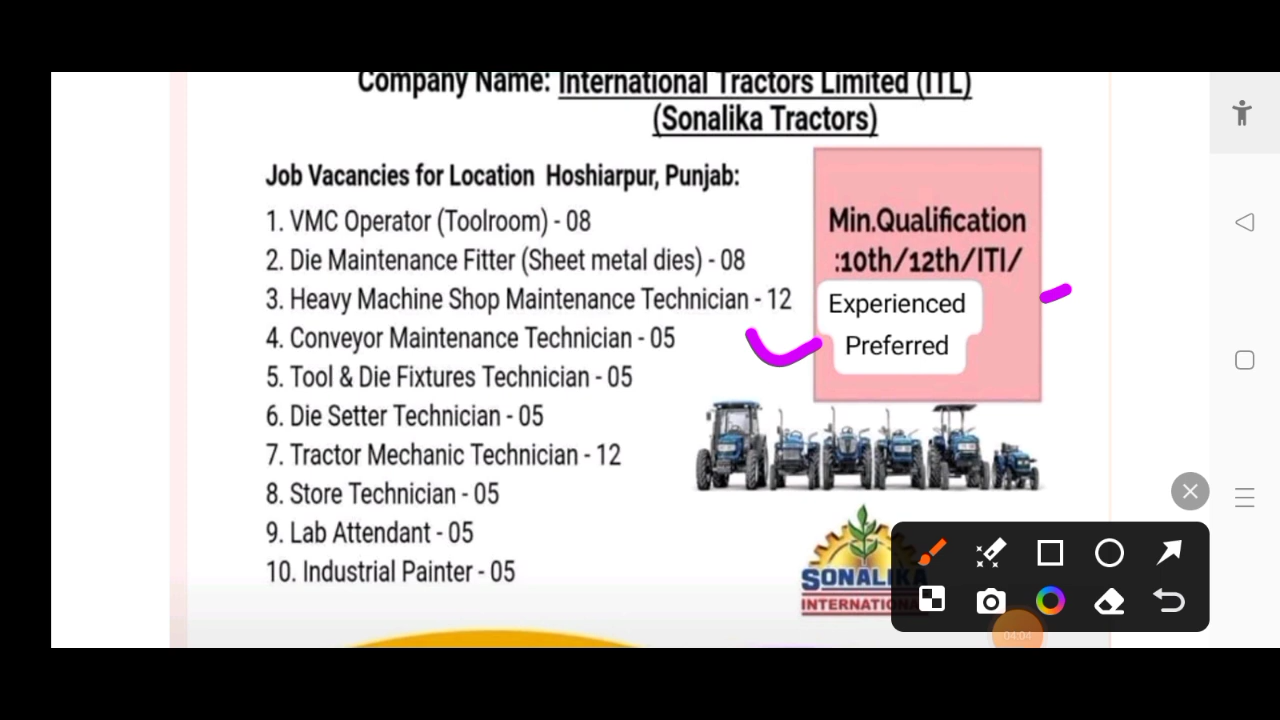 Company Name: International Tractors Limited (ITL)
(Sonalika Tractors)
Job Vacancies for Location Hoshiarpur, Punjab:
1. VMC Operator (Toolroom) - 08
2. Die Maintenance Fitter (Sheet metal dies) - 08
3. Heavy Machine Shop Maintenance Technician - 12
4. Conveyor Maintenance Technician - 05
5. Tool & Die Fixtures Technician - 05
6. Die Setter Technician - 05
7. Tractor Mechanic Technician - 12
8. Store Technician - 05
9. Lab Attendant - 05
10. Industrial Painter - 05
Min.Qualification
:10th/12th/ITI/
Experienced
Preferred
SONALIKA
INTERNATIONAL
04:04